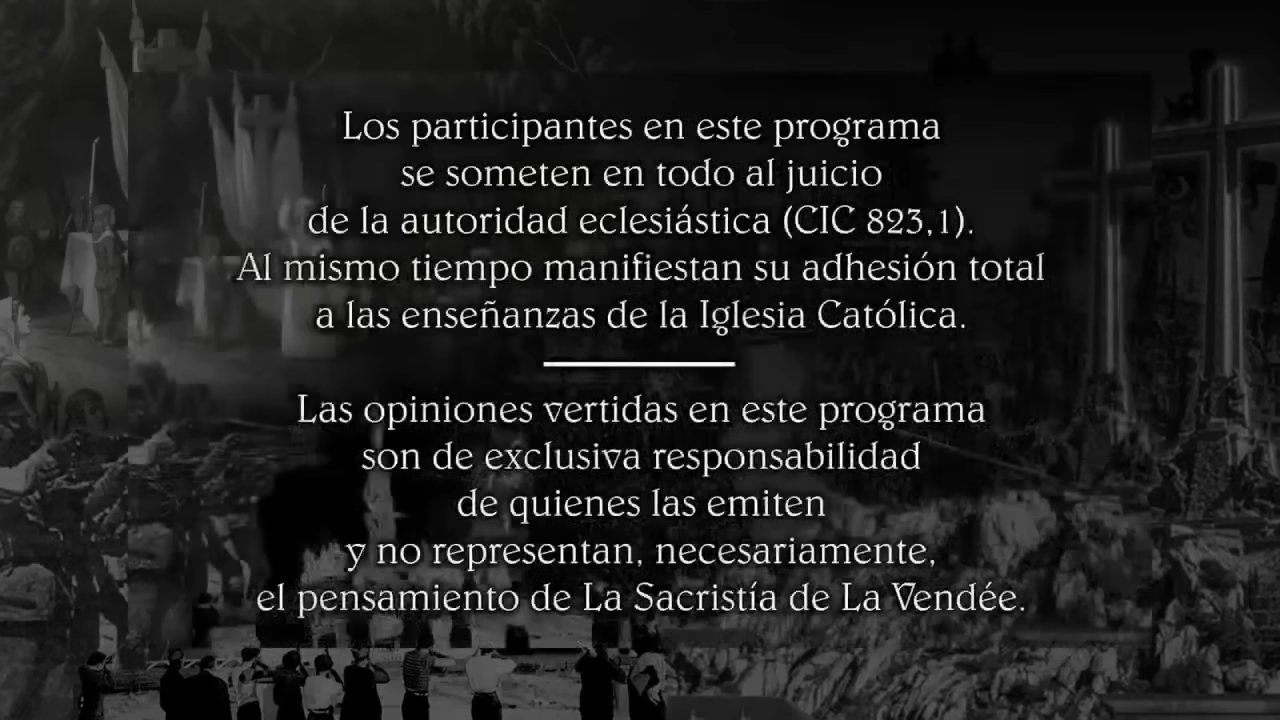 Los participantes en este programa
se someten en todo al juicio
de la autoridad eclesiástica (CIC 823,1).
Al mismo tiempo manifiestan su adhesión total
a las enseñanzas de la Iglesia Católica.
Las opiniones vertidas en este programa
son de exclusiva responsabilidad
de quienes las emiten
y no representan, necesariamente,
el pensamiento de La Sacristía de La Vendée.